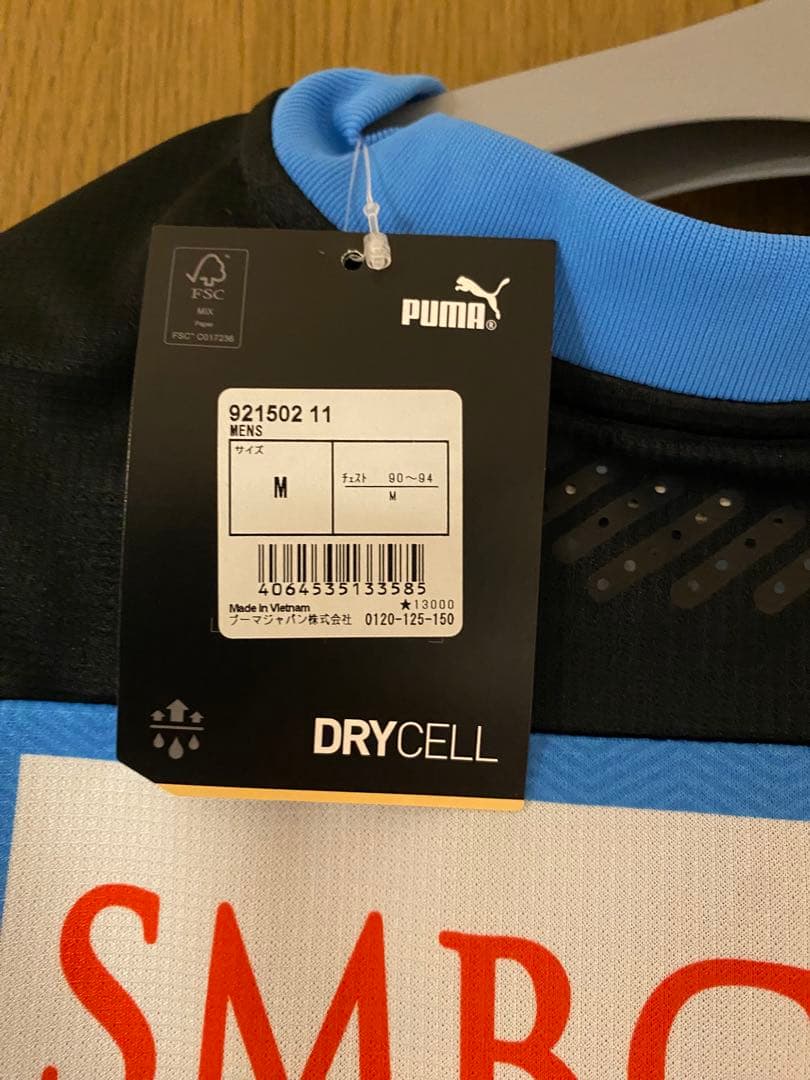 FSC
MIX
Paper
FSC™ C017236
PUMA®
921502 11
MENS
サイズ
M
チェスト 90〜94
M
4064535133585
Made in Vietnam ★13000
プーマジャパン株式会社 0120-125-150
DRYCELL
SMBC